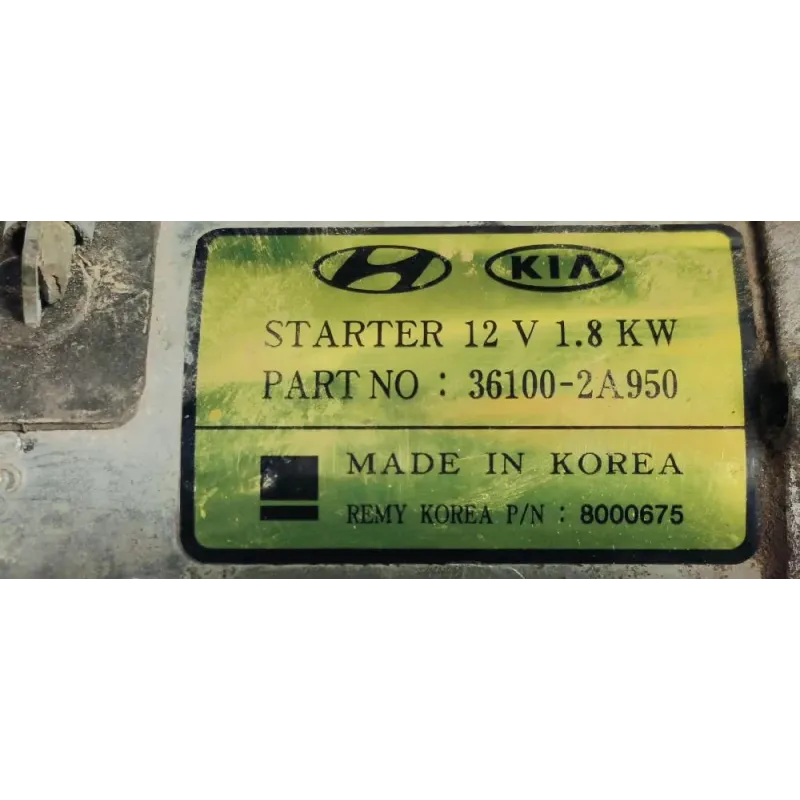 KIA
STARTER 12 V 1.8 KW
PART NO : 36100-2A950
MADE IN KOREA
REMY KOREA P/N : 8000675